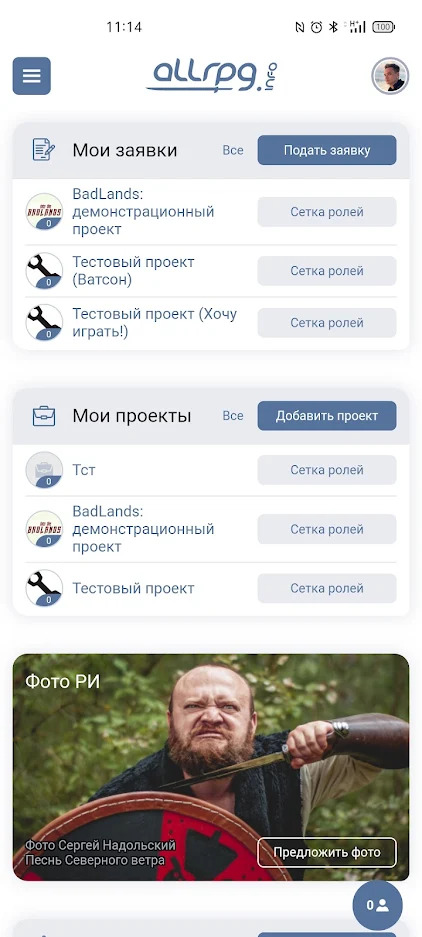 11:14
100
allrpg.info
Мои заявки Все Подать заявку
BadLands:
демонстрационный
проект
BADLANDS
0
Сетка ролей
Тестовый проект
(Ватсон)
0
Сетка ролей
Тестовый проект (Хочу
играть!)
0
Сетка ролей
Мои проекты Все Добавить проект
Тст
0
Сетка ролей
BadLands:
демонстрационный
проект
BADLANDS
0
Сетка ролей
Тестовый проект
0
Сетка ролей
Фото РИ
Фото Сергей Надольский
Песнь Северного ветра
Предложить фото
0